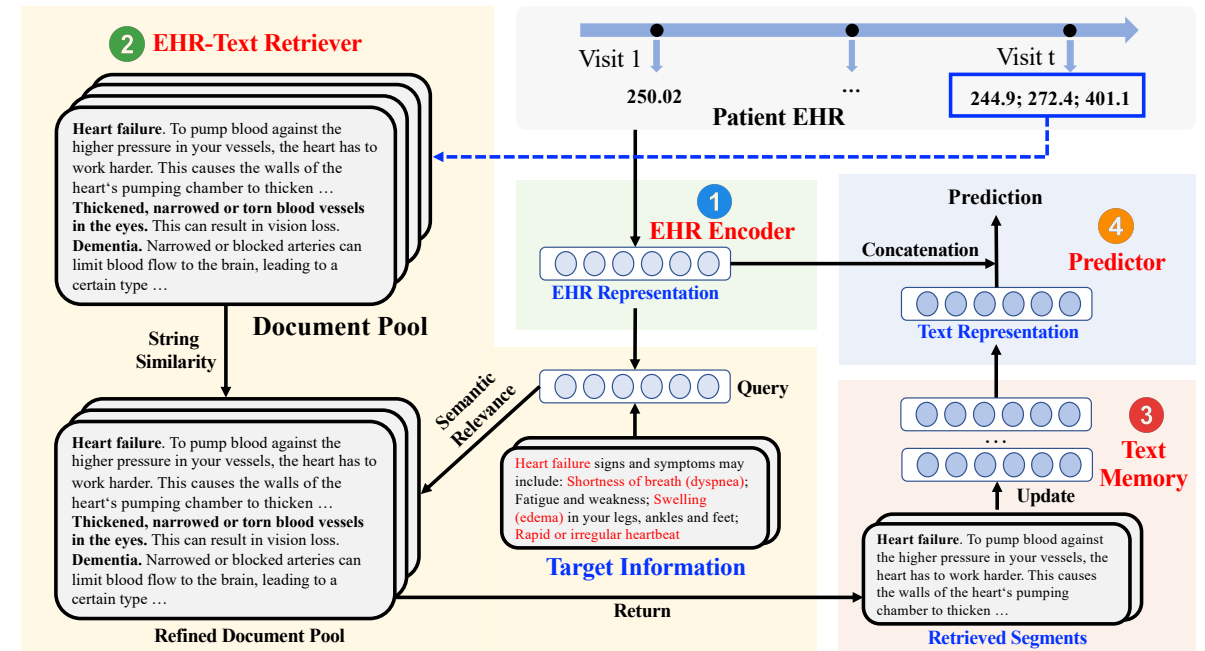 2 EHR-Text Retriever
Heart failure. To pump blood against the
higher pressure in your vessels, the heart has to
work harder. This causes the walls of the
heart‘s pumping chamber to thicken …
Thickened, narrowed or torn blood vessels
in the eyes. This can result in vision loss.
Dementia. Narrowed or blocked arteries can
limit blood flow to the brain, leading to a
certain type …
Document Pool
String
Similarity
Heart failure. To pump blood against the
higher pressure in your vessels, the heart has to
work harder. This causes the walls of the
heart‘s pumping chamber to thicken …
Thickened, narrowed or torn blood vessels
in the eyes. This can result in vision loss.
Dementia. Narrowed or blocked arteries can
limit blood flow to the brain, leading to a
certain type …
Refined Document Pool
Visit 1
250.02
...
Visit t
244.9; 272.4; 401.1
Patient EHR
1
EHR Encoder
EHR Representation
Concatenation
Semantic
Relevance
Query
Heart failure signs and symptoms may
include: Shortness of breath (dyspnea);
Fatigue and weakness; Swelling
(edema) in your legs, ankles and feet;
Rapid or irregular heartbeat
Target Information
Return
Prediction
4
Predictor
Text Representation
3
Text
Memory
...
Update
Heart failure. To pump blood against
the higher pressure in your vessels, the
heart has to work harder. This causes
the walls of the heart‘s pumping
chamber to thicken …
Retrieved Segments